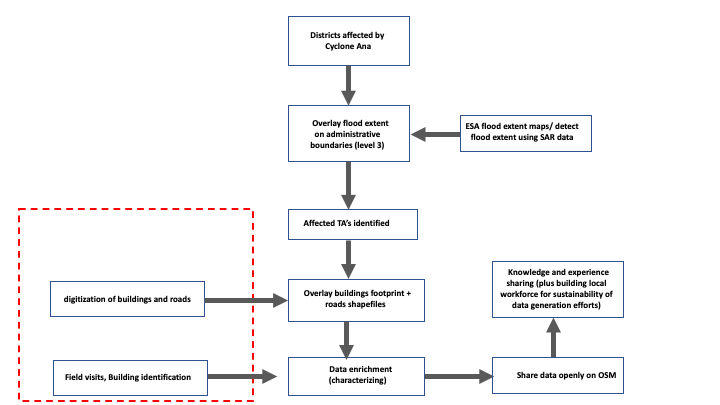 Districts affected by
Cyclone Ana
Overlay flood extent
on administrative
boundaries (level 3)
ESA flood extent maps/ detect
flood extent using SAR data
Affected TA's identified
digitization of buildings and roads
Overlay buildings footprint +
roads shapefiles
Knowledge and experience
sharing (plus building local
workforce for sustainability of
data generation efforts)
Field visits, Building identification
Data enrichment
(characterizing)
Share data openly on OSM